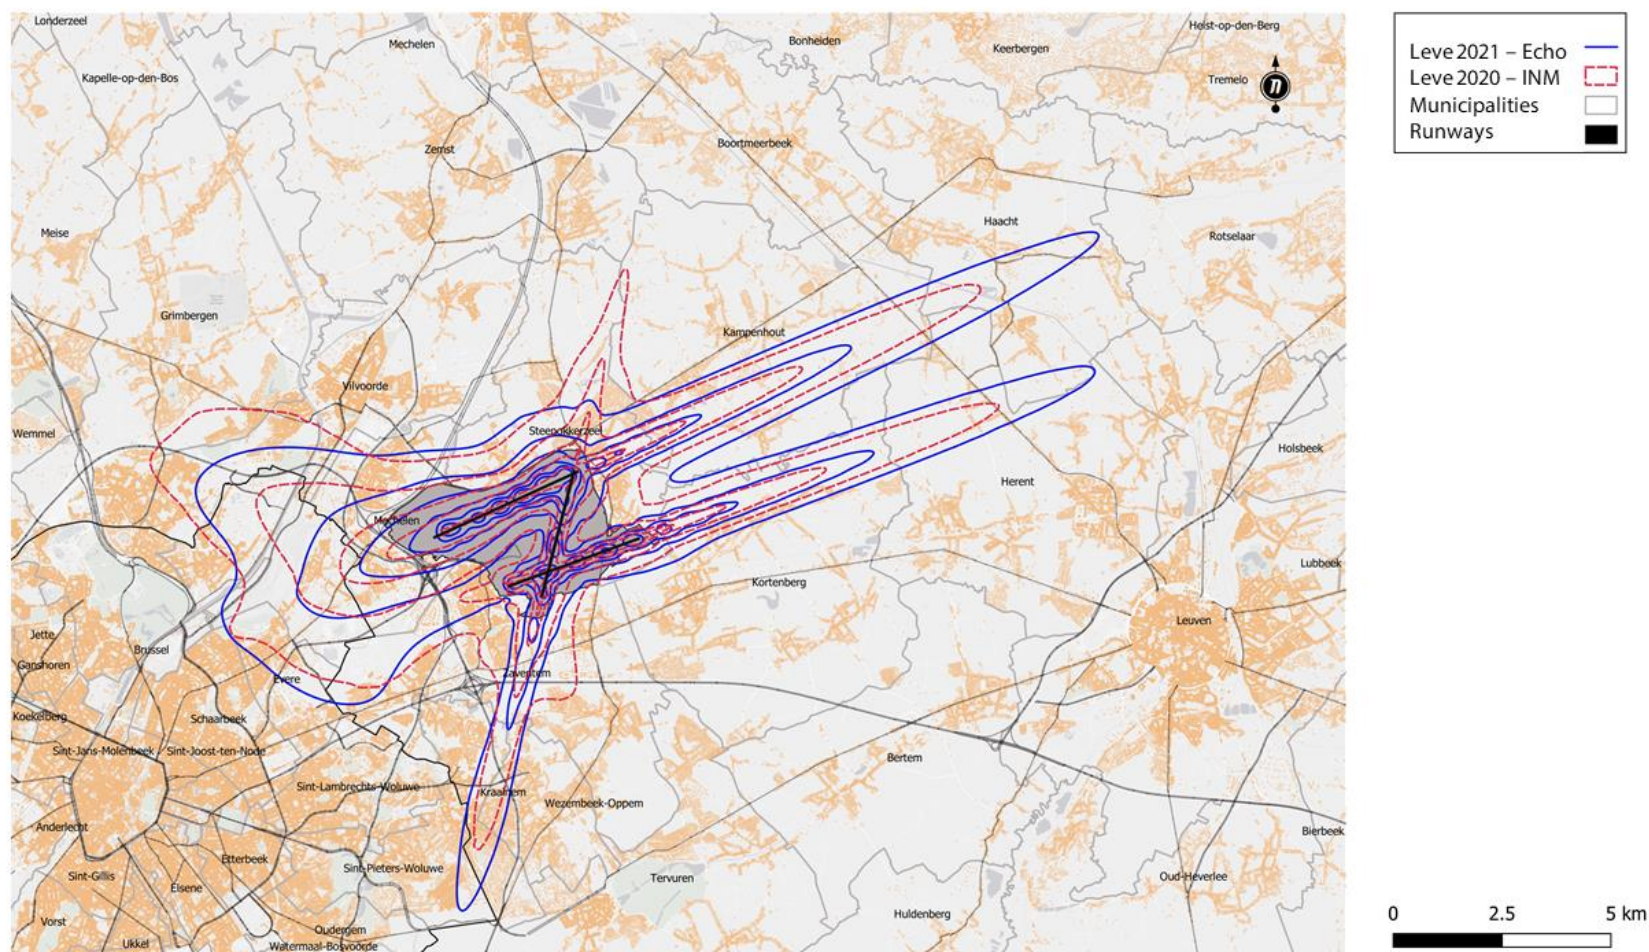 Londerzeel
Mechelen
Bonheiden
Heist-op-den-Berg
Keerbergen
Kapelle-op-den-Bos
Tremelo
n
Zemst
Boortmeerbeek
Haacht
Meise
Rotselaar
Grimbergen
Kampenhout
Vilvoorde
Wemmel
Steenokkerzeel
Holsbeek
Herent
Mechelen
Lubbeek
Kortenberg
Leuven
Jette
Brussel
Ganshoren
Evere
Zaventem
Koekelberg
Schaarbeek
Sint-Jans-Molenbeek
Sint-Joost-ten-Node
Bertem
Sint-Lambrechts-Woluwe
Kraainem
Wezembeek-Oppem
Anderlecht
Bierbeek
Etterbeek
Sint-Pieters-Woluwe
Sint-Gillis
Elsene
Tervuren
Oud-Heverlee
Vorst
Huldenberg
Oudergem
Ukkel
Watermaal-Bosvoorde
Leve 2021 – Echo
Leve 2020 – INM
Municipalities
Runways
0 2.5 5 km